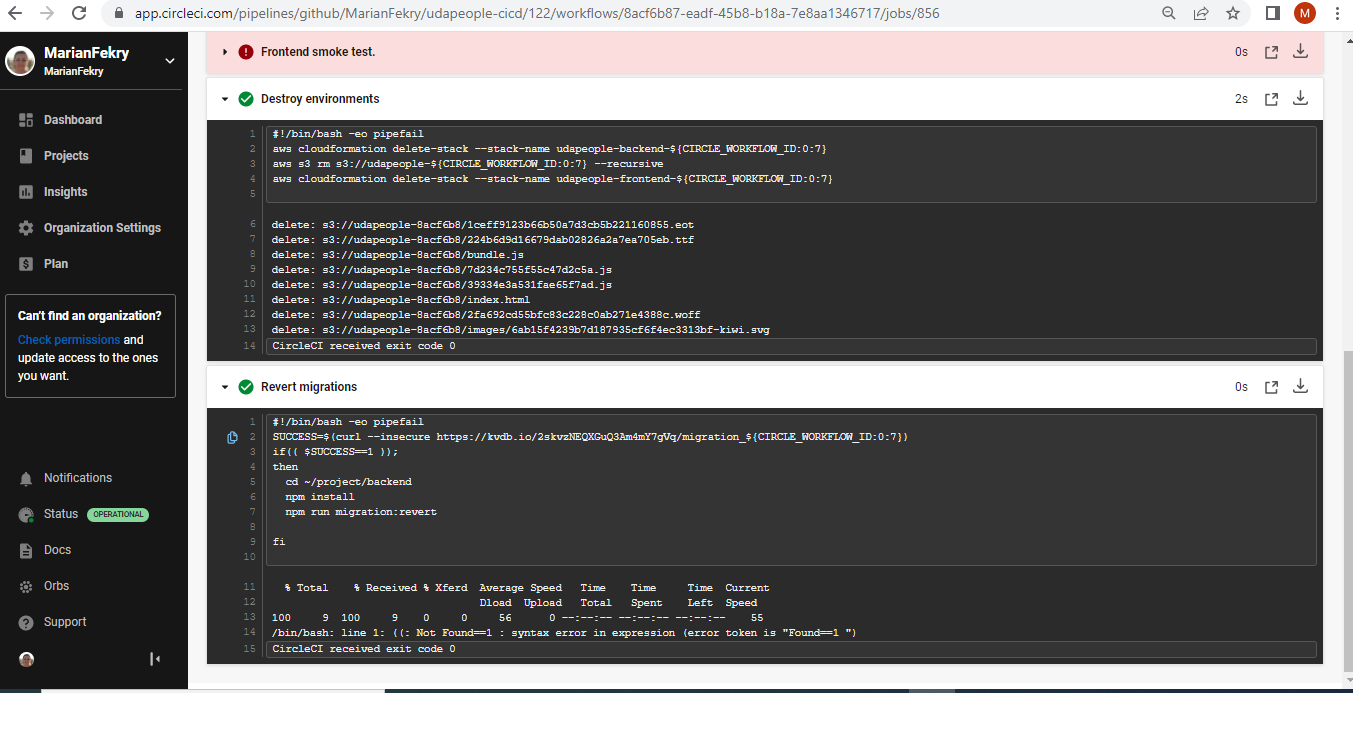 app.circleci.com/pipelines/github/MarianFekry/udapeople-cicd/122/workflows/8acf6b87-eadf-45b8-b18a-7e8aa1346717/jobs/856
M
MarianFekry
MarianFekry
Dashboard
Projects
Insights
Organization Settings
Plan
Can't find an organization?
Check permissions and
update access to the ones
you want.
Notifications
Status OPERATIONAL
Docs
Orbs
Support
Frontend smoke test. 0s
Destroy environments 2s
1 #!/bin/bash -eo pipefail
2 aws cloudformation delete-stack --stack-name udapeople-backend-${CIRCLE_WORKFLOW_ID:0:7}
3 aws s3 rm s3://udapeople-${CIRCLE_WORKFLOW_ID:0:7} --recursive
4 aws cloudformation delete-stack --stack-name udapeople-frontend-${CIRCLE_WORKFLOW_ID:0:7}
5
6 delete: s3://udapeople-8acf6b8/1ceff9123b66b50a7d3cb5b221160855.eot
7 delete: s3://udapeople-8acf6b8/224b6d9d16679dab02826a2a7ea705eb.ttf
8 delete: s3://udapeople-8acf6b8/bundle.js
9 delete: s3://udapeople-8acf6b8/7d234c755f55c47d2c5a.js
10 delete: s3://udapeople-8acf6b8/39334e3a531fae65f7ad.js
11 delete: s3://udapeople-8acf6b8/index.html
12 delete: s3://udapeople-8acf6b8/2fa692cd55bfc83c228c0ab271e4388c.woff
13 delete: s3://udapeople-8acf6b8/images/6ab15f4239b7d187935cf6f4ec3313bf-kiwi.svg
14 CircleCI received exit code 0
Revert migrations 0s
1 #!/bin/bash -eo pipefail
2 SUCCESS=$(curl --insecure https://kvdb.io/2skvzNEQXGuQ3Am4mY7gVq/migration_${CIRCLE_WORKFLOW_ID:0:7})
3 if(( $SUCCESS==1 ));
4 then
5 cd ~/project/backend
6 npm install
7 npm run migration:revert
8
9 fi
10
11 % Total % Received % Xferd Average Speed Time Time Time Current
12 Dload Upload Total Spent Left Speed
13 100 9 100 9 0 0 56 0 --:--:-- --:--:-- --:--:-- 55
14 /bin/bash: line 1: ((: Not Found==1 : syntax error in expression (error token is "Found==1 ")
15 CircleCI received exit code 0